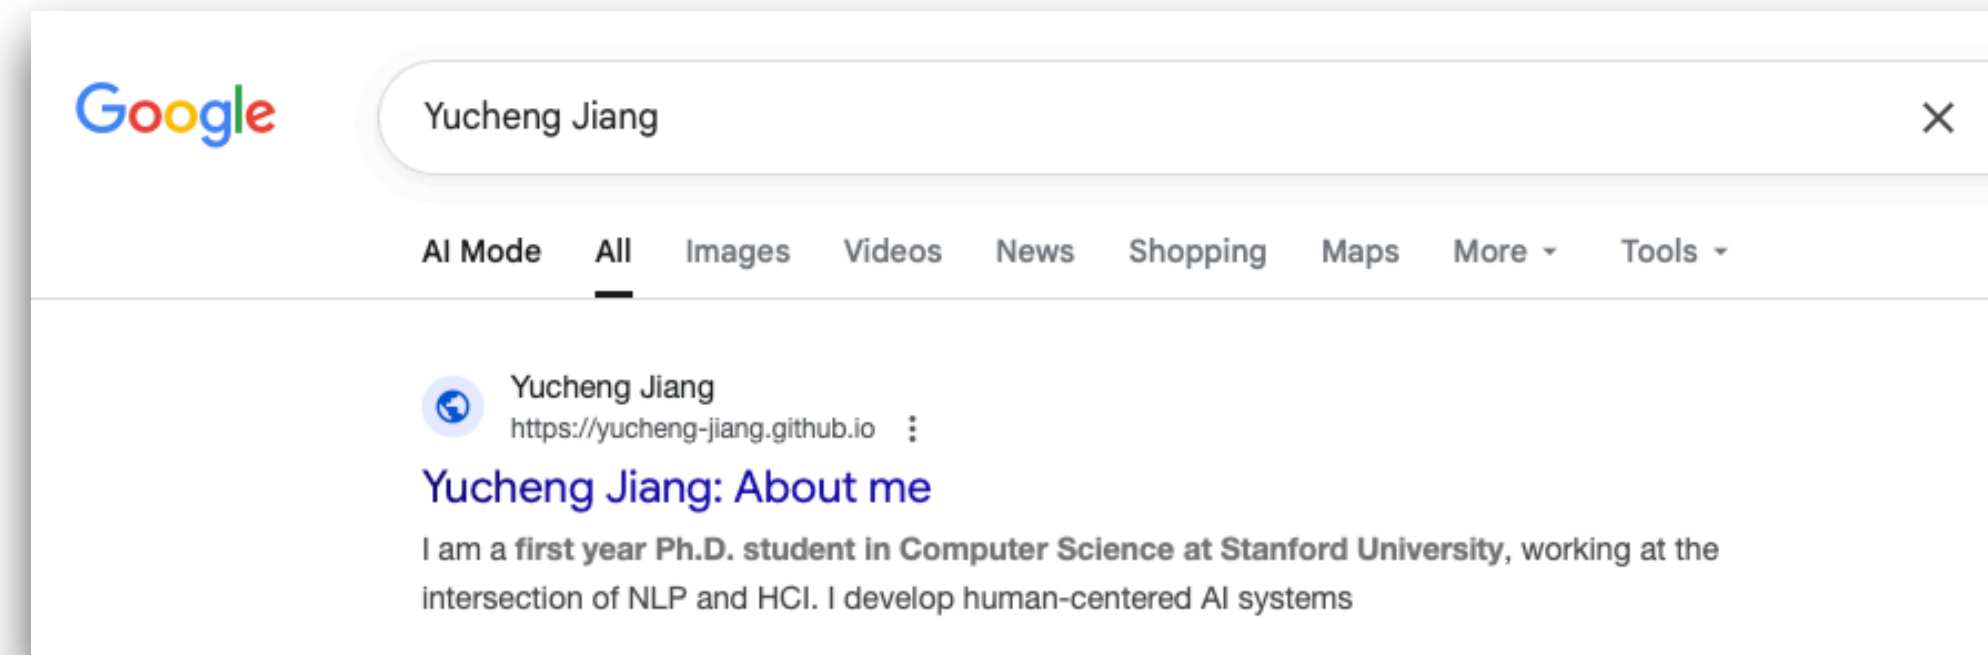 Google
Yucheng Jiang
AI Mode All Images Videos News Shopping Maps More Tools
Yucheng Jiang
https://yucheng-jiang.github.io
Yucheng Jiang: About me
I am a first year Ph.D. student in Computer Science at Stanford University, working at the
intersection of NLP and HCI. I develop human-centered AI systems